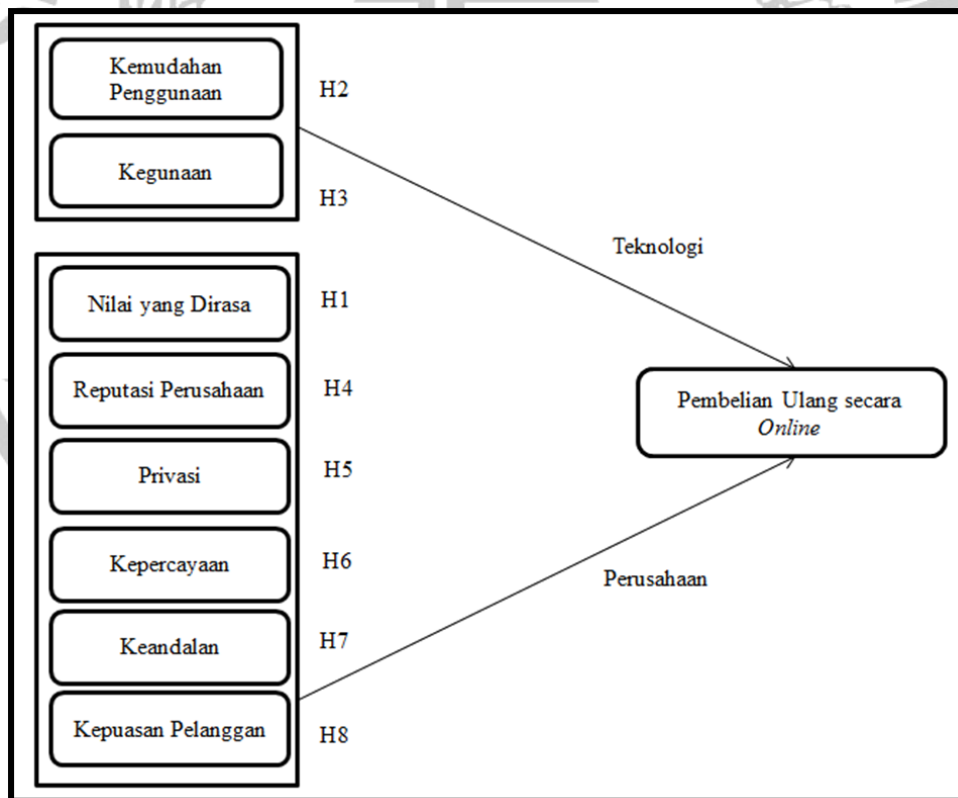 Kemudahan
Penggunaan
H2
Kegunaan
H3
Teknologi
Nilai yang Dirasa
H1
Reputasi Perusahaan
H4
Pembelian Ulang secara
Online
Privasi
H5
Kepercayaan
H6
Perusahaan
Keandalan
H7
Kepuasan Pelanggan
H8